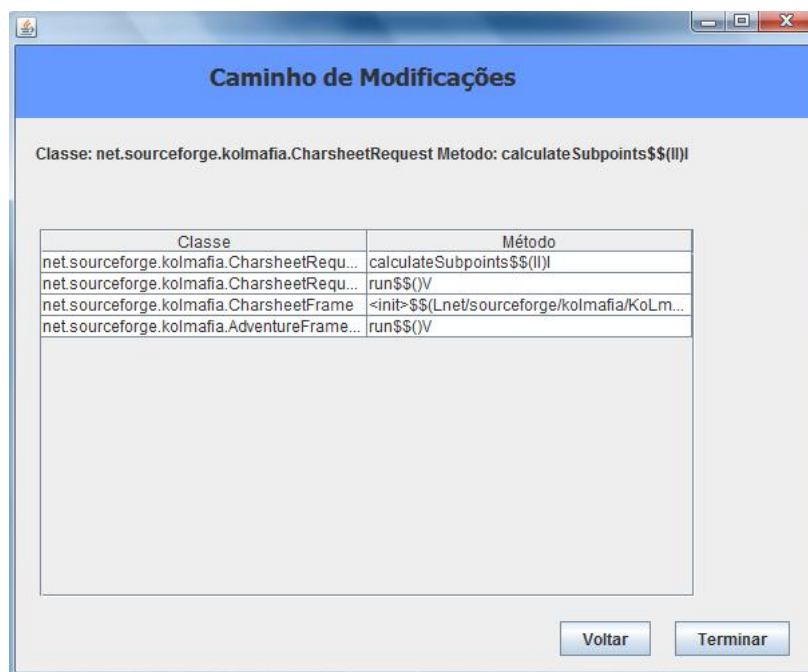 Caminho de Modificações
Classe: net.sourceforge.kolmafia.CharsheetRequest Metodo: calculateSubpoints$$(II)I
Classe Método
net.sourceforge.kolmafia.CharsheetRequ... calculateSubpoints$$(II)I
net.sourceforge.kolmafia.CharsheetRequ... run$$()V
net.sourceforge.kolmafia.CharsheetFrame <init>$$(Lnet/sourceforge/kolmafia/KoLm...
net.sourceforge.kolmafia.AdventureFrame... run$$()V
Voltar Terminar